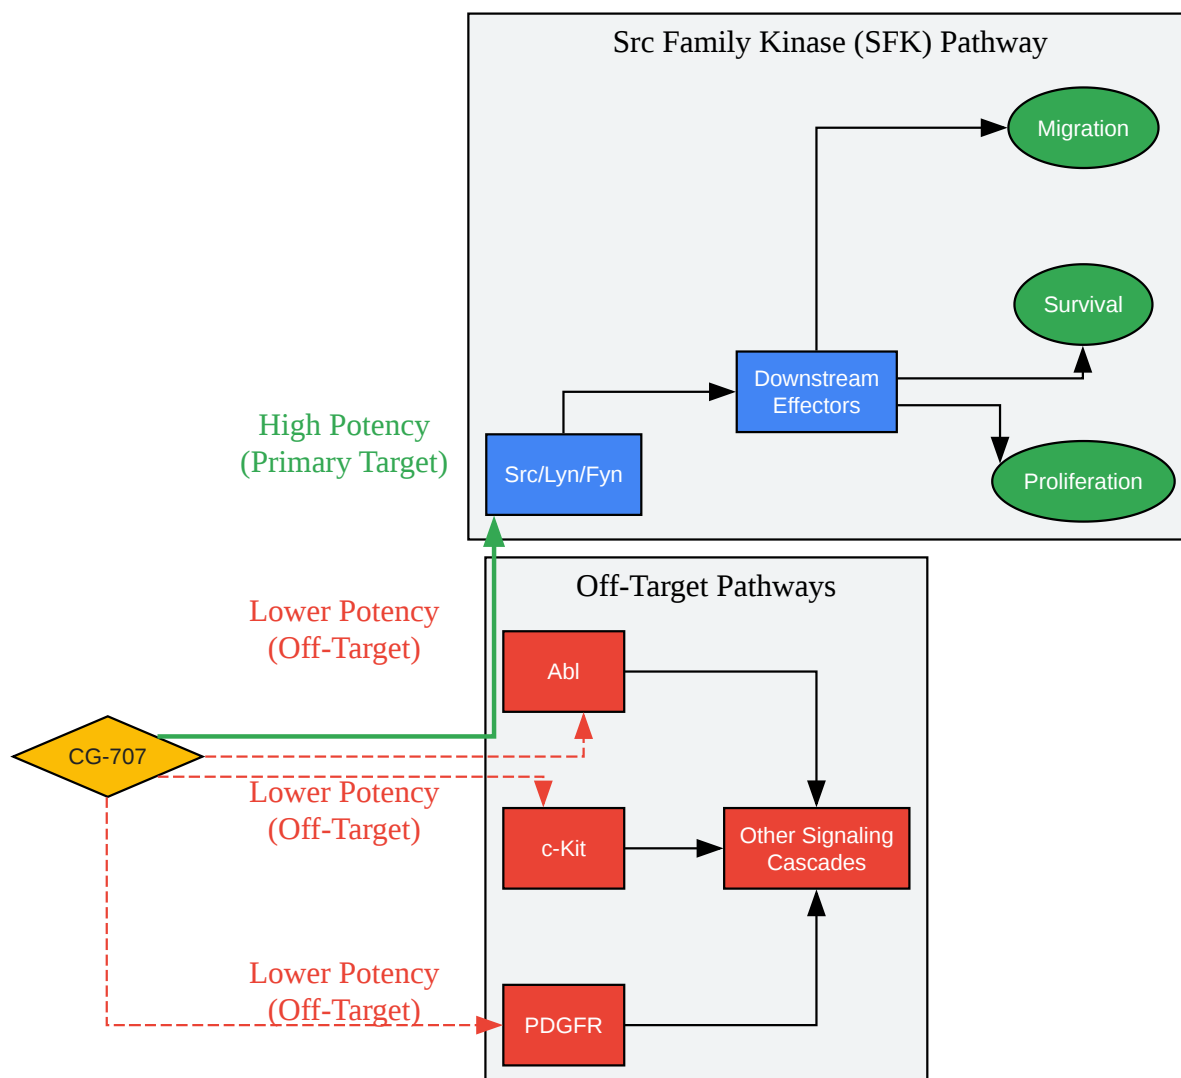 Src Family Kinase (SFK) Pathway
Migration
Survival
Downstream
Effectors
High Potency
(Primary Target)
Src/Lyn/Fyn
Proliferation
Off-Target Pathways
Lower Potency
(Off-Target)
Abl
CG-707
Lower Potency
(Off-Target)
c-Kit
Other Signaling
Cascades
Lower Potency
(Off-Target)
PDGFR